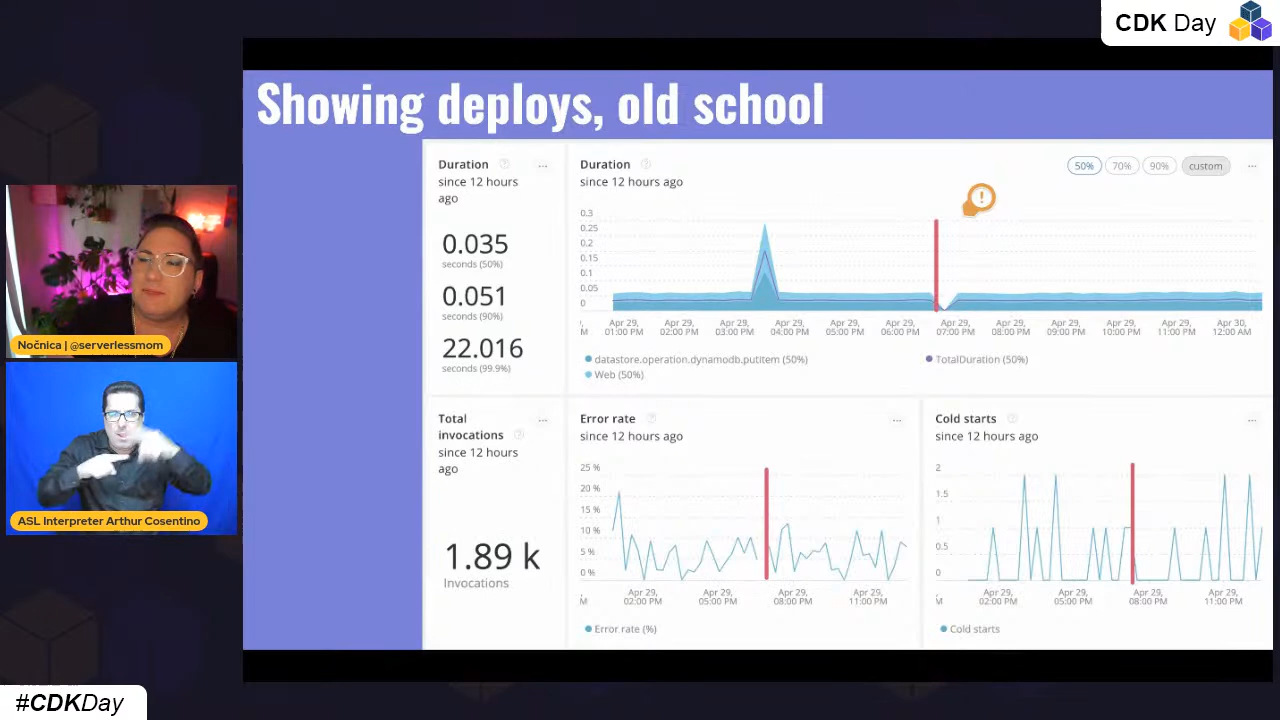 CDK Day
Showing deploys, old school
Duration ? ...
since 12 hours
ago
0.035
seconds (50%)
0.051
seconds (90%)
22.016
seconds (99.9%)
Duration ? 50% 70% 90% custom ...
since 12 hours ago
!
0.3
0.25
0.2
0.15
0.1
0.05
0
, Apr 29, Apr 29, Apr 29, Apr 29, Apr 29, Apr 29, Apr 29, Apr 29, Apr 29, Apr 29, Apr 29, Apr 30,
M 01:00 PM 02:00 PM 03:00 PM 04:00 PM 05:00 PM 06:00 PM 07:00 PM 08:00 PM 09:00 PM 10:00 PM 11:00 PM 12:00 AM
datastore.operation.dynamodb.putItem (50%) TotalDuration (50%)
Web (50%)
Total ...
invocations ?
since 12 hours
ago
1.89 k
Invocations
Error rate ? ...
since 12 hours ago
25 %
20 %
15 %
10 %
5 %
0 %
, Apr 29, Apr 29, Apr 29, Apr 29,
M 02:00 PM 05:00 PM 08:00 PM 11:00 PM
Error rate (%)
Cold starts ? ...
since 12 hours ago
2
1.5
1
0.5
0
, Apr 29, Apr 29, Apr 29, Apr 29,
M 02:00 PM 05:00 PM 08:00 PM 11:00 PM
Cold starts
Nočnica | @serverlessmom
ASL Interpreter Arthur Cosentino
#CDKDay